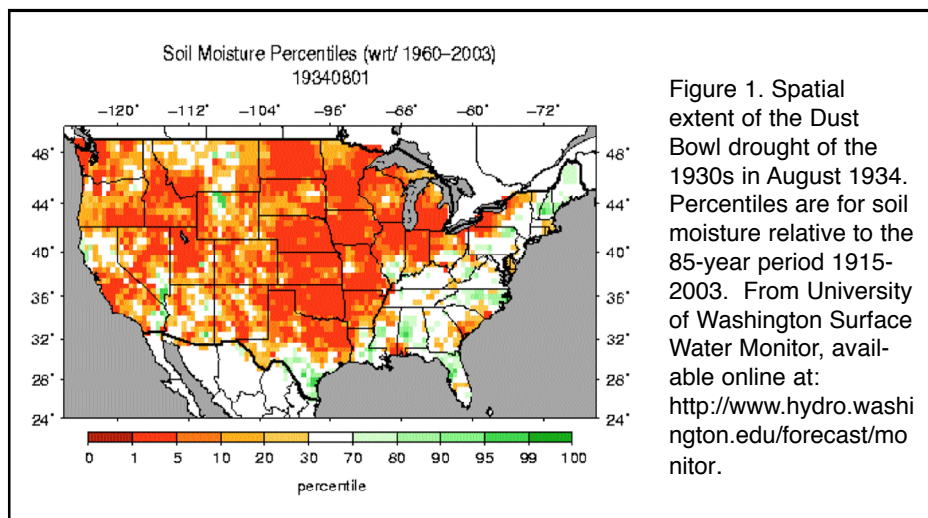 Soil Moisture Percentiles (wrt/ 1960–2003)
19340801
−120° −112° −104° −96° −88° −80° −72°
48° 48°
44° 44°
40° 40°
36° 36°
32° 32°
28° 28°
24° 24°
0 1 5 10 20 30 70 80 90 95 99 100
percentile
Figure 1. Spatial
extent of the Dust
Bowl drought of the
1930s in August 1934.
Percentiles are for soil
moisture relative to the
85-year period 1915-
2003. From University
of Washington Surface
Water Monitor, avail-
able online at:
http://www.hydro.washi
ngton.edu/forecast/mo
nitor.